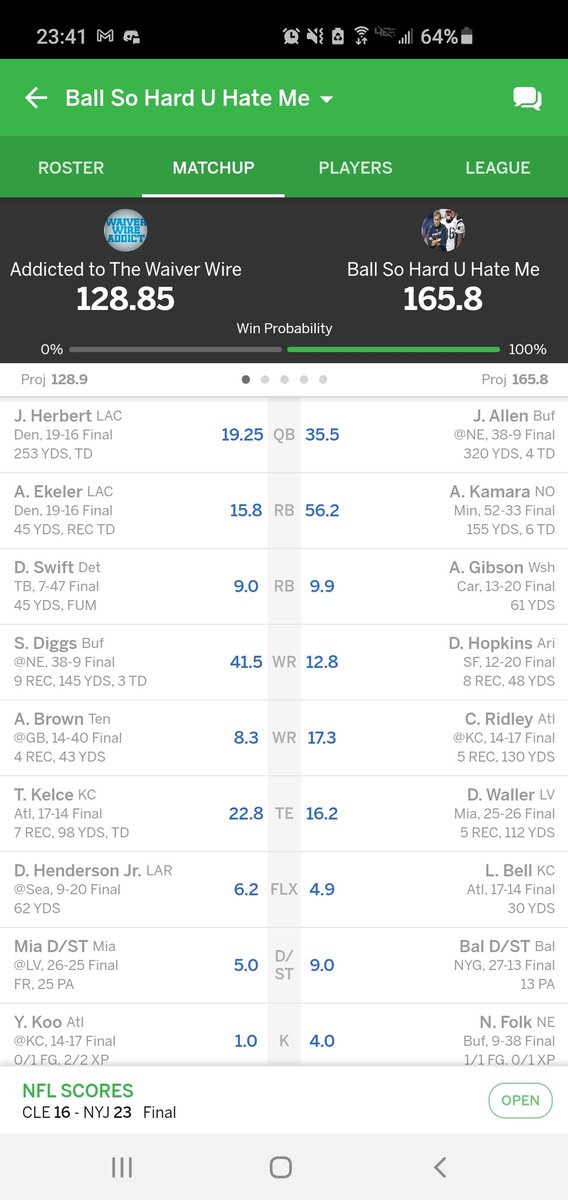 23:41 64%
Ball So Hard U Hate Me
ROSTER MATCHUP PLAYERS LEAGUE
WAIVER WIRE ADDICT
Addicted to The Waiver Wire Ball So Hard U Hate Me
128.85 165.8
Win Probability
0% 100%
Proj 128.9 Proj 165.8
J. Herbert LAC J. Allen Buf
Den, 19-16 Final 19.25 QB 35.5 @NE, 38-9 Final
253 YDS, TD 320 YDS, 4 TD
A. Ekeler LAC A. Kamara NO
Den, 19-16 Final 15.8 RB 56.2 Min, 52-33 Final
45 YDS, REC TD 155 YDS, 6 TD
D. Swift Det A. Gibson Wsh
TB, 7-47 Final 9.0 RB 9.9 Car, 13-20 Final
45 YDS, FUM 61 YDS
S. Diggs Buf D. Hopkins Ari
@NE, 38-9 Final 41.5 WR 12.8 SF, 12-20 Final
9 REC, 145 YDS, 3 TD 8 REC, 48 YDS
A. Brown Ten C. Ridley Atl
@GB, 14-40 Final 8.3 WR 17.3 @KC, 14-17 Final
4 REC, 43 YDS 5 REC, 130 YDS
T. Kelce KC D. Waller LV
Atl, 17-14 Final 22.8 TE 16.2 Mia, 25-26 Final
7 REC, 98 YDS, TD 5 REC, 112 YDS
D. Henderson Jr. LAR L. Bell KC
@Sea, 9-20 Final 6.2 FLX 4.9 Atl, 17-14 Final
62 YDS 30 YDS
Mia D/ST Mia Bal D/ST Bal
@LV, 26-25 Final 5.0 D/ST 9.0 NYG, 27-13 Final
FR, 25 PA 13 PA
Y. Koo Atl N. Folk NE
@KC, 14-17 Final 1.0 K 4.0 Buf, 9-38 Final
0/1 FG, 2/2 XP 1/1 FG, 0/1 XP
NFL SCORES
CLE 16 - NYJ 23 Final OPEN